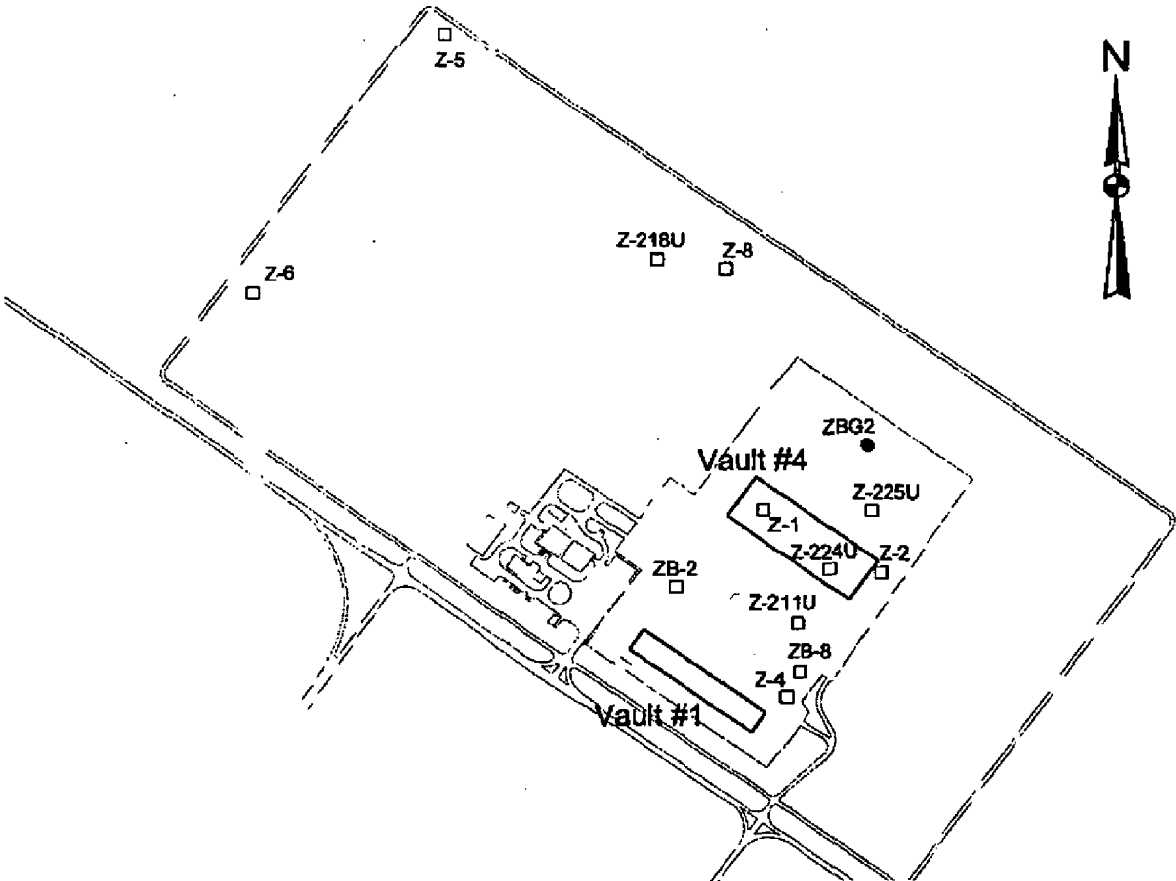 Z-5
N
Z-218U
Z-8
Z-6
ZBG2
Vault #4
Z-225U
Z-1
Z-224U
Z-2
ZB-2
Z-211U
ZB-8
Z-4
Vault #1